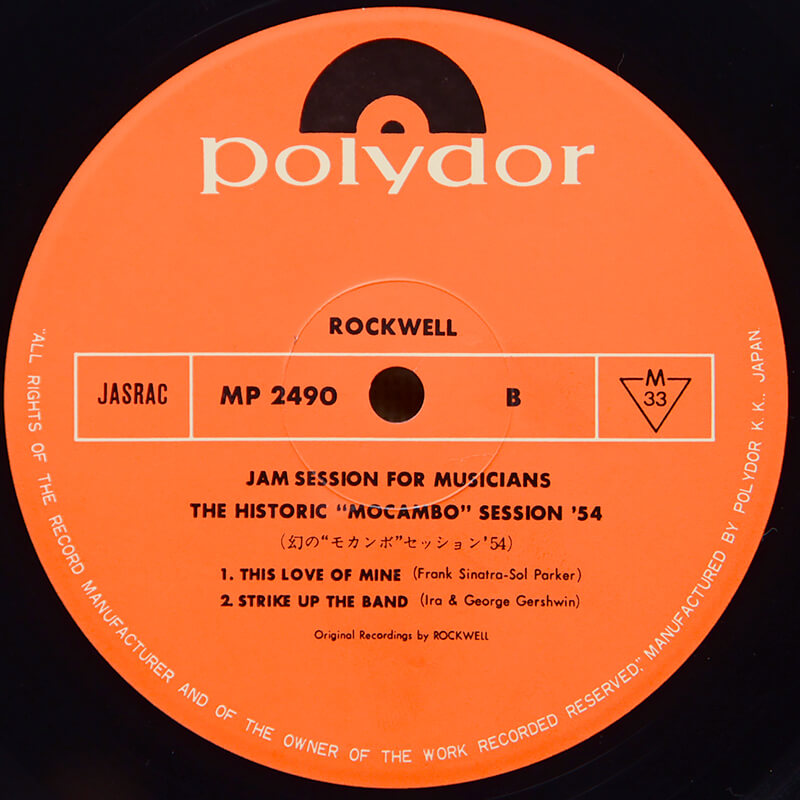 polydor
ROCKWELL
JASRAC
MP 2490
B
M
33
JAM SESSION FOR MUSICIANS
THE HISTORIC “MOCAMBO” SESSION '54
(幻の“モカンボ”セッション'54)
1. THIS LOVE OF MINE (Frank Sinatra-Sol Parker)
2. STRIKE UP THE BAND (Ira & George Gershwin)
Original Recordings by ROCKWELL
“ALL RIGHTS OF THE RECORD MANUFACTURER AND OF THE OWNER OF THE WORK RECORDED RESERVED;” MANUFACTURED BY POLYDOR K.K., JAPAN